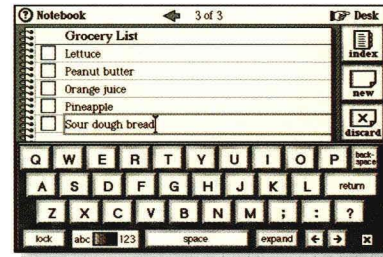 ? Notebook 3 of 3 Desk
Grocery List
Lettuce
Peanut butter
Orange juice
Pineapple
Sour dough bread
index
new
discard
Q W E R T Y U I O P back-space
A S D F G H J K L return
Z X C V B N M ; : ?
lock abc 123 space expand